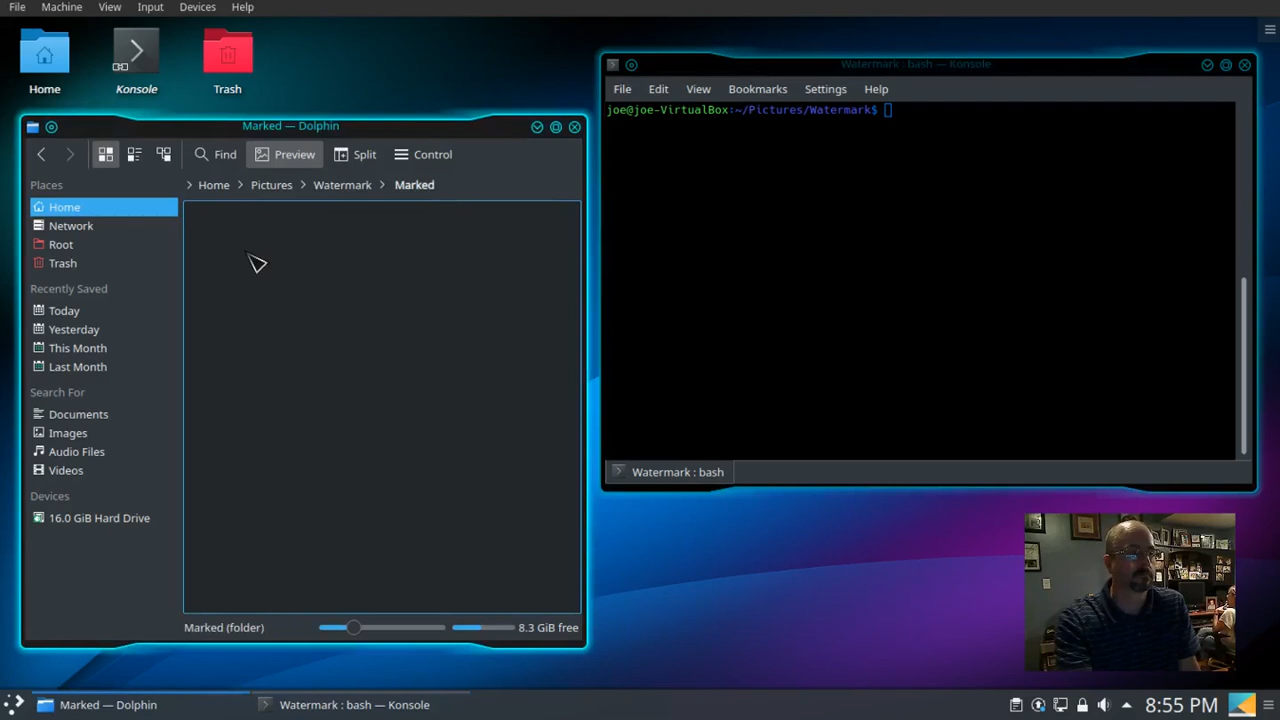 File Machine View Input Devices Help
Home
Konsole
Trash
Marked — Dolphin
Find Preview Split Control
Places
Home > Pictures > Watermark > Marked
Home
Network
Root
Trash
Recently Saved
Today
Yesterday
This Month
Last Month
Search For
Documents
Images
Audio Files
Videos
Devices
16.0 GiB Hard Drive
Marked (folder)
8.3 GiB free
Watermark : bash — Konsole
File Edit View Bookmarks Settings Help
joe@joe-VirtualBox:~/Pictures/Watermark$
Watermark : bash
Marked — Dolphin
Watermark : bash — Konsole
8:55 PM